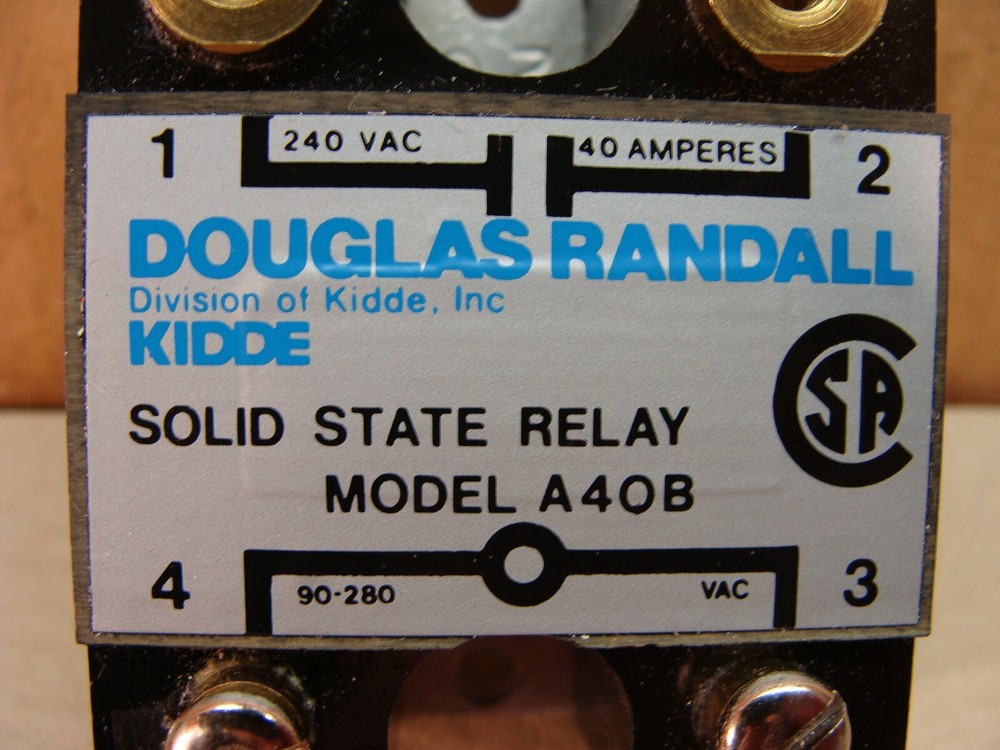 1 240 VAC 40 AMPERES 2
DOUGLAS RANDALL
Division of Kidde, Inc
KIDDE
SOLID STATE RELAY
MODEL A40B
CSA
4 90-280 VAC 3